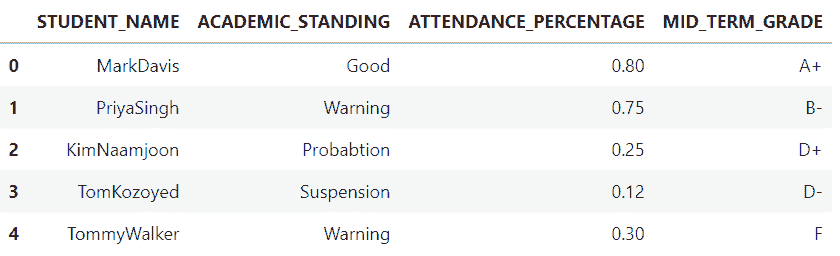 STUDENT_NAME ACADEMIC_STANDING ATTENDANCE_PERCENTAGE MID_TERM_GRADE
0 MarkDavis Good 0.80 A+
1 PriyaSingh Warning 0.75 B-
2 KimNaamjoon Probabtion 0.25 D+
3 TomKozoyed Suspension 0.12 D-
4 TommyWalker Warning 0.30 F